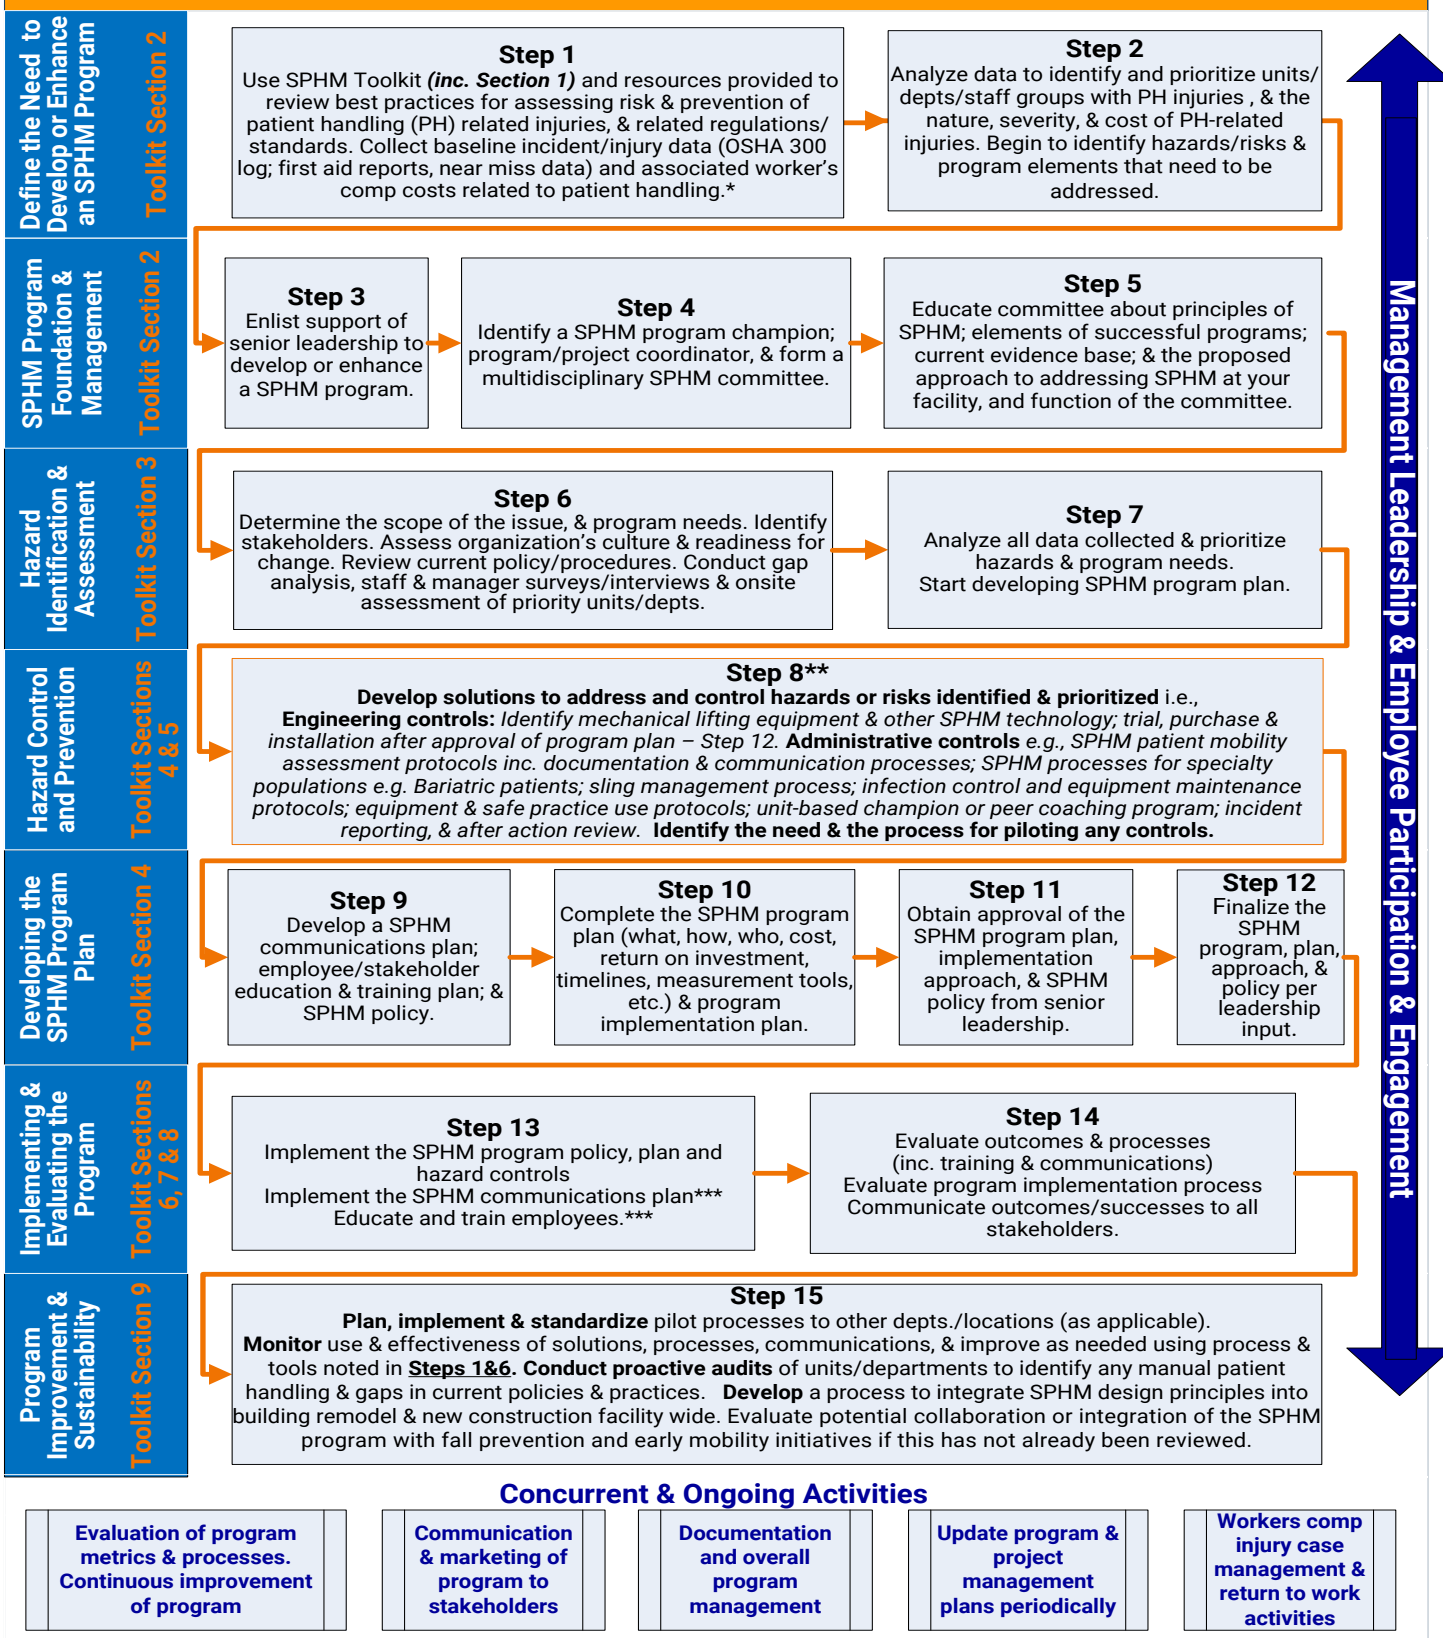 Define the Need to
Develop or Enhance
an SPHM Program
Toolkit Section 2
Step 1
Use SPHM Toolkit (inc. Section 1) and resources provided to
review best practices for assessing risk & prevention of
patient handling (PH) related injuries, & related regulations/
standards. Collect baseline incident/injury data (OSHA 300
log; first aid reports, near miss data) and associated worker's
comp costs related to patient handling.*
Step 2
Analyze data to identify and prioritize units/
depts/staff groups with PH injuries , & the
nature, severity, & cost of PH-related
injuries. Begin to identify hazards/risks &
program elements that need to be
addressed.
SPHM Program
Foundation &
Management
Toolkit Section 2
Step 3
Enlist support of
senior leadership to
develop or enhance
a SPHM program.
Step 4
Identify a SPHM program champion;
program/project coordinator, & form a
multidisciplinary SPHM committee.
Step 5
Educate committee about principles of
SPHM; elements of successful programs;
current evidence base; & the proposed
approach to addressing SPHM at your
facility, and function of the committee.
Hazard
Identification &
Assessment
Toolkit Section 3
Step 6
Determine the scope of the issue, & program needs. Identify
stakeholders. Assess organization's culture & readiness for
change. Review current policy/procedures. Conduct gap
analysis, staff & manager surveys/interviews & onsite
assessment of priority units/depts.
Step 7
Analyze all data collected & prioritize
hazards & program needs.
Start developing SPHM program plan.
Hazard Control
and Prevention
Toolkit Sections
4 & 5
Step 8**
Develop solutions to address and control hazards or risks identified & prioritized i.e.,
Engineering controls: Identify mechanical lifting equipment & other SPHM technology; trial, purchase &
installation after approval of program plan – Step 12. Administrative controls e.g., SPHM patient mobility
assessment protocols inc. documentation & communication processes; SPHM processes for specialty
populations e.g. Bariatric patients; sling management process; infection control and equipment maintenance
protocols; equipment & safe practice use protocols; unit-based champion or peer coaching program; incident
reporting, & after action review. Identify the need & the process for piloting any controls.
Developing the
SPHM Program
Plan
Toolkit Section 4
Step 9
Develop a SPHM
communications plan;
employee/stakeholder
education & training plan; &
SPHM policy.
Step 10
Complete the SPHM program
plan (what, how, who, cost,
return on investment,
timelines, measurement tools,
etc.) & program
implementation plan.
Step 11
Obtain approval of the
SPHM program plan,
implementation
approach, & SPHM
policy from senior
leadership.
Step 12
Finalize the
SPHM
program, plan,
approach, &
policy per
leadership
input.
Implementing &
Evaluating the
Program
Toolkit Sections
6, 7 & 8
Step 13
Implement the SPHM program policy, plan and
hazard controls
Implement the SPHM communications plan***
Educate and train employees.***
Step 14
Evaluate outcomes & processes
(inc. training & communications)
Evaluate program implementation process
Communicate outcomes/successes to all
stakeholders.
Program
Improvement &
Sustainability
Toolkit Section 9
Step 15
Plan, implement & standardize pilot processes to other depts./locations (as applicable).
Monitor use & effectiveness of solutions, processes, communications, & improve as needed using process &
tools noted in Steps 1&6. Conduct proactive audits of units/departments to identify any manual patient
handling & gaps in current policies & practices. Develop a process to integrate SPHM design principles into
building remodel & new construction facility wide. Evaluate potential collaboration or integration of the SPHM
program with fall prevention and early mobility initiatives if this has not already been reviewed.
Management Leadership & Employee Participation & Engagement
Concurrent & Ongoing Activities
Evaluation of program
metrics & processes.
Continuous improvement
of program
Communication
& marketing of
program to
stakeholders
Documentation
and overall
program
management
Update program &
project
management
plans periodically
Workers comp
injury case
management &
return to work
activities